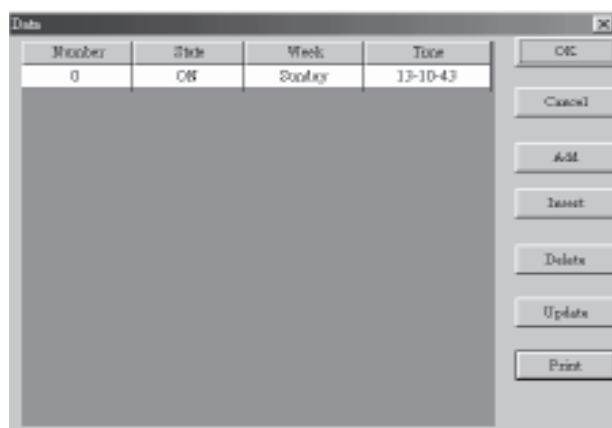 Data
Number State Week Time
0 ON Sunday 13-10-43
OK
Cancel
Add
Insert
Delete
Update
Print